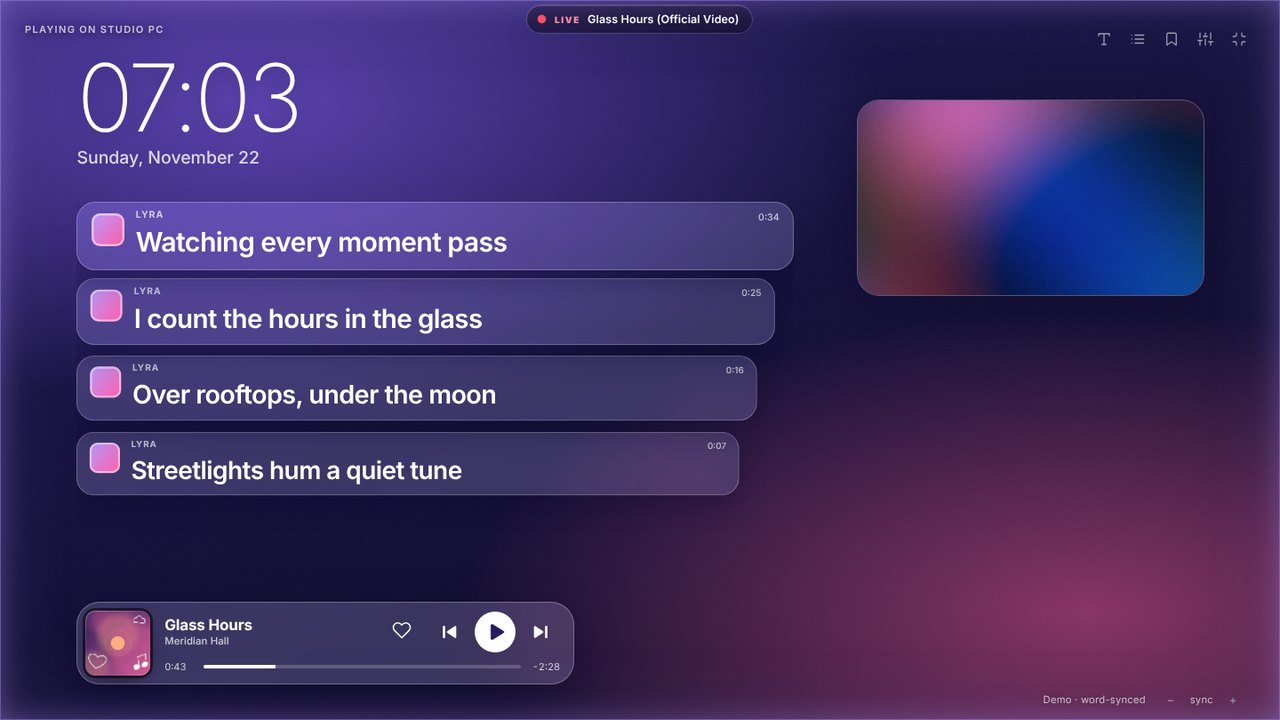 PLAYING ON STUDIO PC
LIVE Glass Hours (Official Video)
07:03
Sunday, November 22
LYRA
0:34
Watching every moment pass
LYRA
0:25
I count the hours in the glass
LYRA
0:16
Over rooftops, under the moon
LYRA
0:07
Streetlights hum a quiet tune
Glass Hours
Meridian Hall
0:43
-2:28
Demo · word-synced − sync +